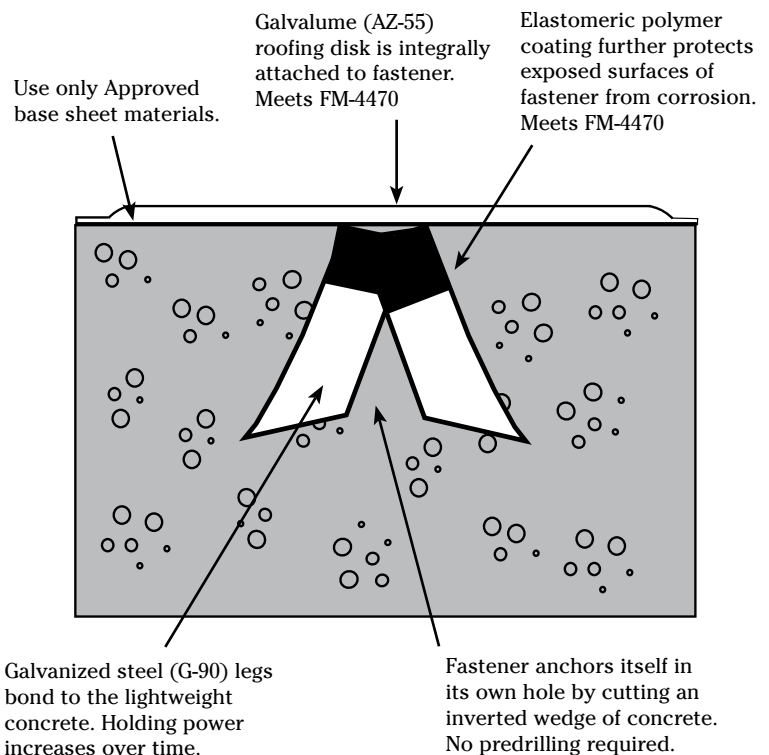 Galvalume (AZ-55)
roofing disk is integrally
attached to fastener.
Meets FM-4470
Elastomeric polymer
coating further protects
exposed surfaces of
fastener from corrosion.
Meets FM-4470
Use only Approved
base sheet materials.
Galvanized steel (G-90) legs
bond to the lightweight
concrete. Holding power
increases over time.
Fastener anchors itself in
its own hole by cutting an
inverted wedge of concrete.
No predrilling required.